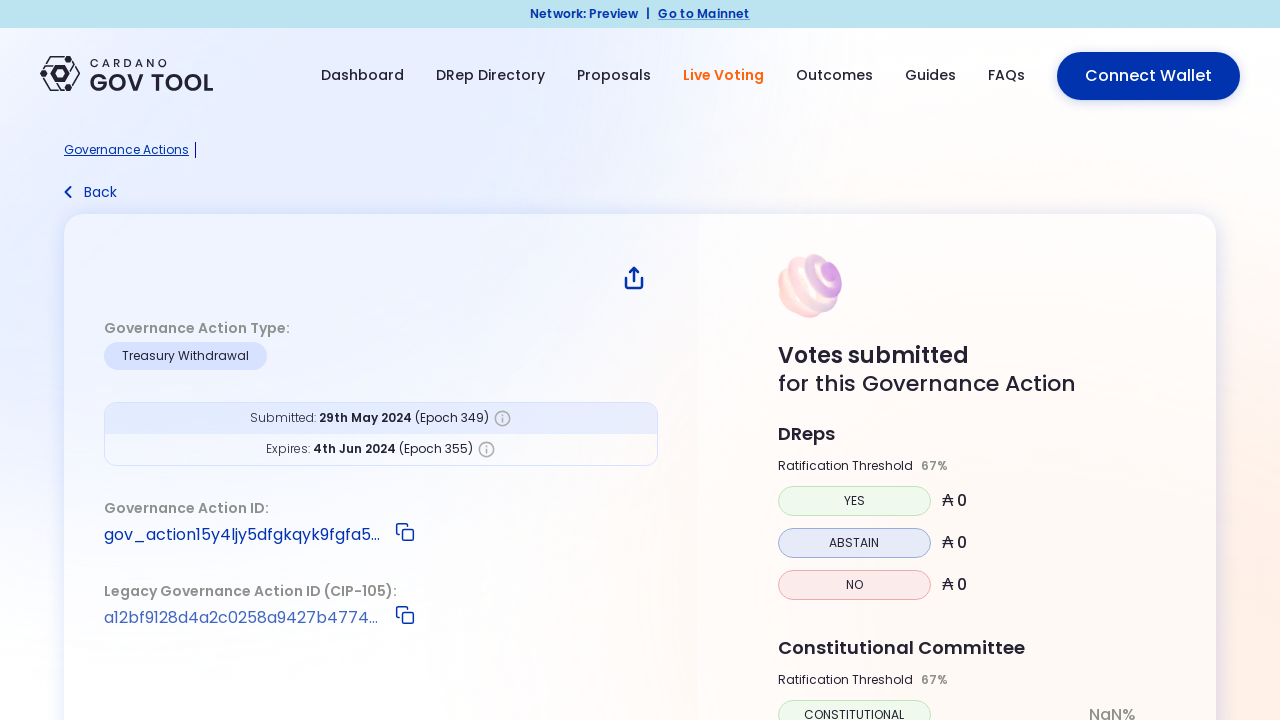 Network: Preview | Go to Mainnet
CARDANO
GOV TOOL
Dashboard
DRep Directory
Proposals
Live Voting
Outcomes
Guides
FAQs
Connect Wallet
Governance Actions |
Back
Governance Action Type:
Treasury Withdrawal
Submitted: 29th May 2024 (Epoch 349)
Expires: 4th Jun 2024 (Epoch 355)
Governance Action ID:
gov_action15y4ljy5dfgkqyk9fgfa5...
Legacy Governance Action ID (CIP-105):
a12bf9128d4a2c0258a9427b4774...
Votes submitted
for this Governance Action
DReps
Ratification Threshold 67%
YES ₳ 0
ABSTAIN ₳ 0
NO ₳ 0
Constitutional Committee
Ratification Threshold 67%
CONSTITUTIONAL NaN%